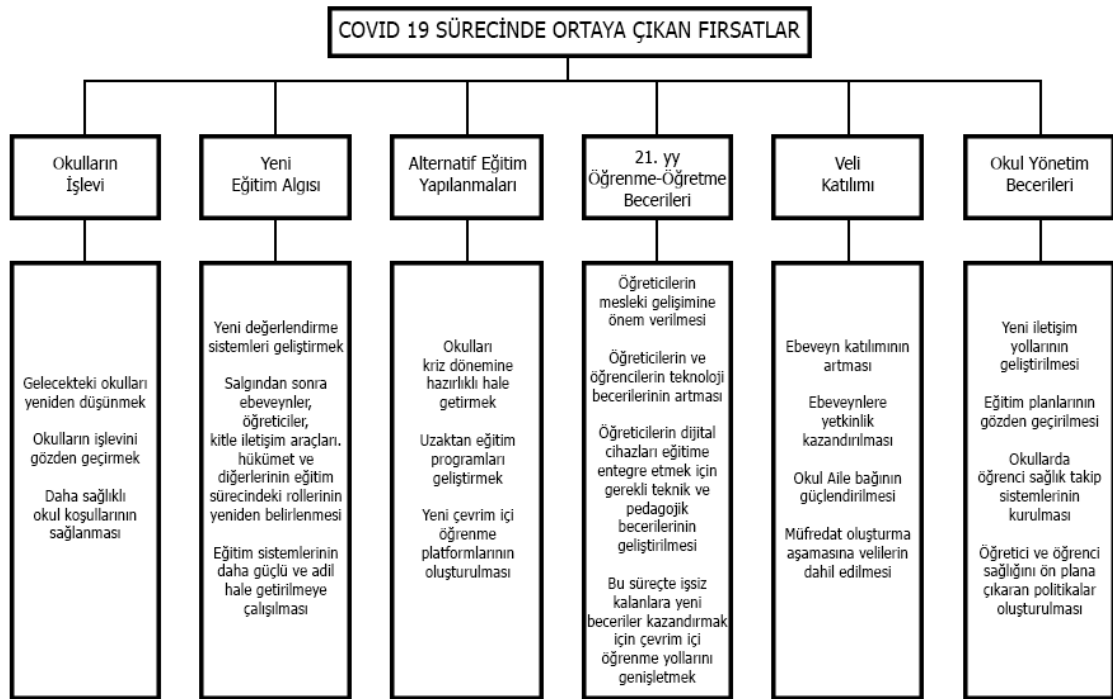 COVID 19 SÜRECİNDE ORTAYA ÇIKAN FIRSATLAR
Okulların
İşlevi
Yeni
Eğitim Algısı
Alternatif Eğitim
Yapılanmaları
21. yy
Öğrenme-Öğretme
Becerileri
Veli
Katılımı
Okul Yönetim
Becerileri
Gelecekteki okulları
yeniden düşünmek
Okulların işlevini
gözden geçirmek
Daha sağlıklı
okul koşullarının
sağlanması
Yeni değerlendirme
sistemleri geliştirmek
Salgından sonra
ebeveynler,
öğreticiler,
kitle iletişim araçları.
hükümet ve
diğerlerinin eğitim
sürecindeki rollerinin
yeniden belirlenmesi
Eğitim sistemlerinin
daha güçlü ve adil
hale getirilmeye
çalışılması
Okulları
kriz dönemine
hazırlıklı hale
getirmek
Uzaktan eğitim
programları
geliştirmek
Yeni çevrim içi
öğrenme
platformlarının
oluşturulması
Öğreticilerin
mesleki gelişimine
önem verilmesi
Öğreticilerin ve
öğrencilerin teknoloji
becerilerinin artması
Öğreticilerin dijital
cihazları eğitime
entegre etmek için
gerekli teknik ve
pedagojik
becerilerinin
geliştirilmesi
Bu süreçte işsiz
kalanlara yeni
beceriler kazandırmak
için çevrim içi
öğrenme yollarını
genişletmek
Ebeveyn katılımının
artması
Ebeveynlere
yetkinlik
kazandırılması
Okul Aile bağının
güçlendirilmesi
Müfredat oluşturma
aşamasına velilerin
dahil edilmesi
Yeni iletişim
yollarının
geliştirilmesi
Eğitim planlarının
gözden geçirilmesi
Okullarda
öğrenci sağlık takip
sistemlerinin
kurulması
Öğretici ve öğrenci
sağlığını ön plana
çıkaran politikalar
oluşturulması